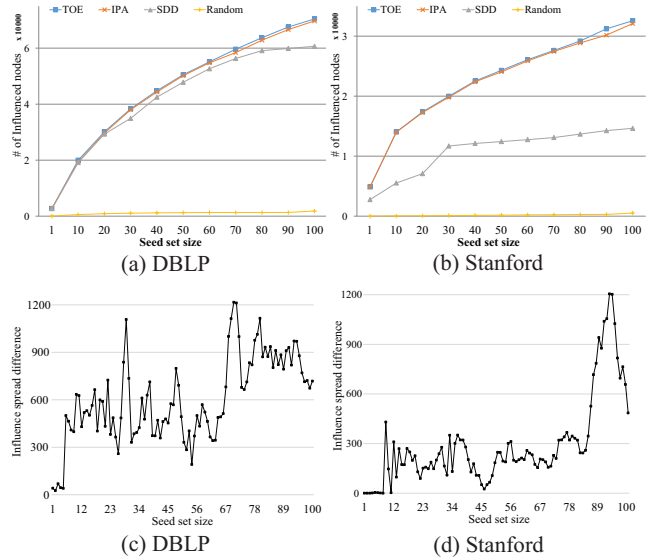 TOE IPA SDD Random
x 10000
# of Influenced nodes
6
4
2
0
1 10 20 30 40 50 60 70 80 90 100
Seed set size
(a) DBLP
TOE IPA SDD Random
x 10000
# of Influenced nodes
3
2
1
0
1 10 20 30 40 50 60 70 80 90 100
Seed set size
(b) Stanford
Influence spread difference
1200
900
600
300
0
1 12 23 34 45 56 67 78 89 100
Seed set size
(c) DBLP
Influence spread difference
1200
900
600
300
0
1 12 23 34 45 56 67 78 89 100
Seed set size
(d) Stanford